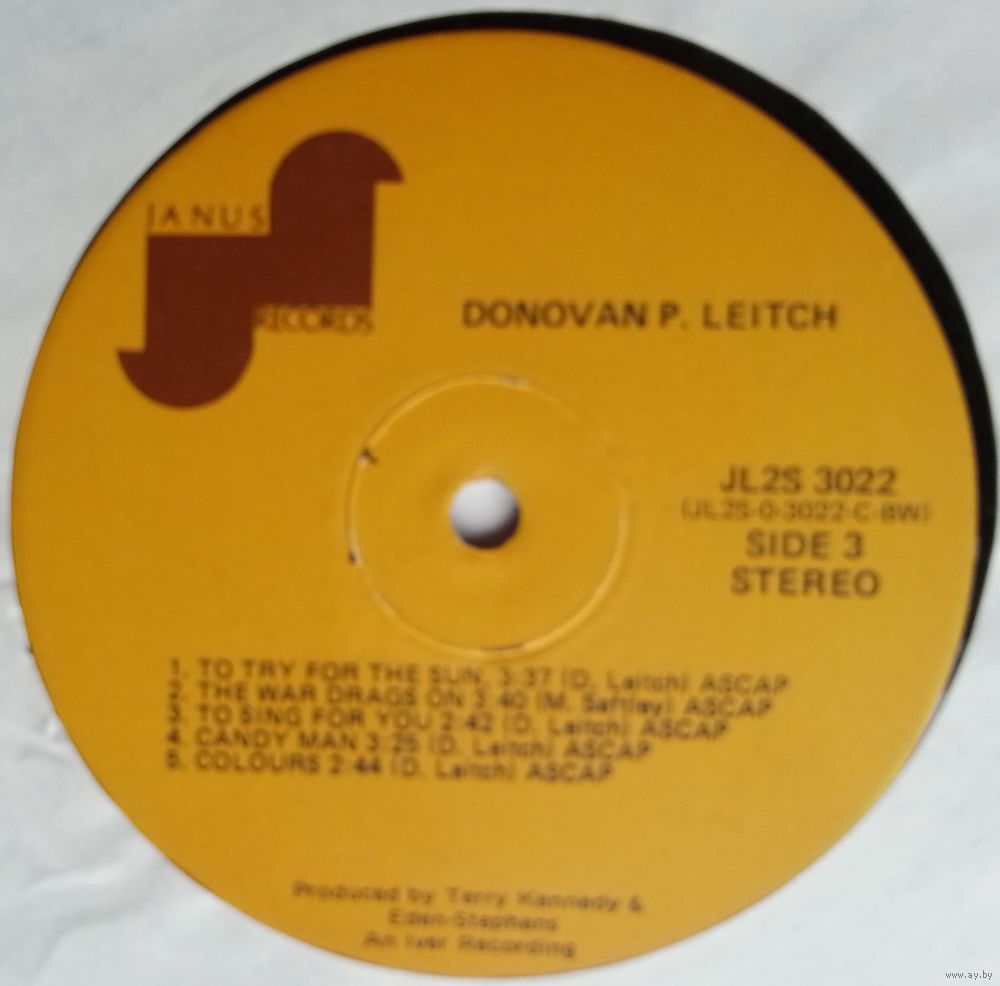 JANUS
RECORDS
DONOVAN P. LEITCH
JL2S 3022
(JL2S-0-3022-C-BW)
SIDE 3
STEREO
1. TO TRY FOR THE SUN, 3:37 (D. Leitch) ASCAP
2. THE WAR DRAGS ON 3:40 (M. Saftley) ASCAP
3. TO SING FOR YOU 2:42 (D. Leitch) ASCAP
4. CANDY MAN 3:25 (D. Leitch) ASCAP
5. COLOURS 2:44 (D. Leitch) ASCAP
Produced by Terry Kennedy &
Eden-Stephens
An Iver Recording
www.ay.by